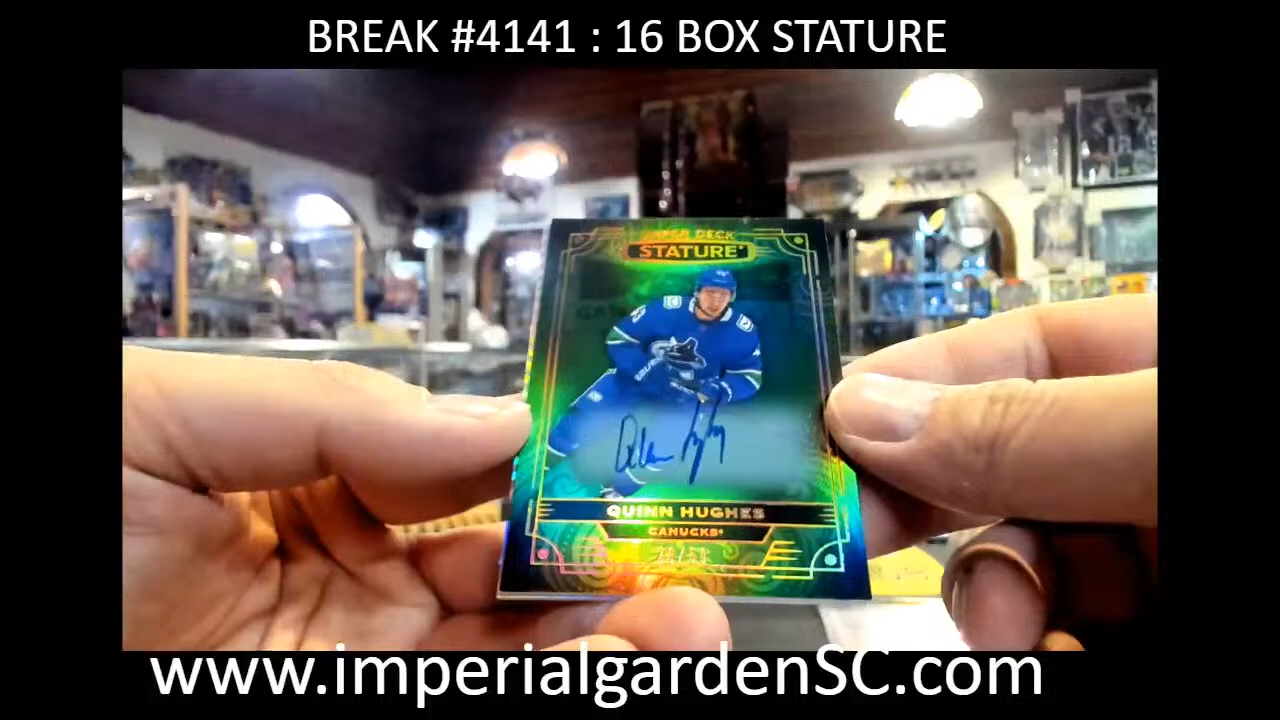 BREAK #4141 : 16 BOX STATURE
UPPER DECK
STATURE
QUINN HUGHES
CANUCKS
www.imperialgardenSC.com